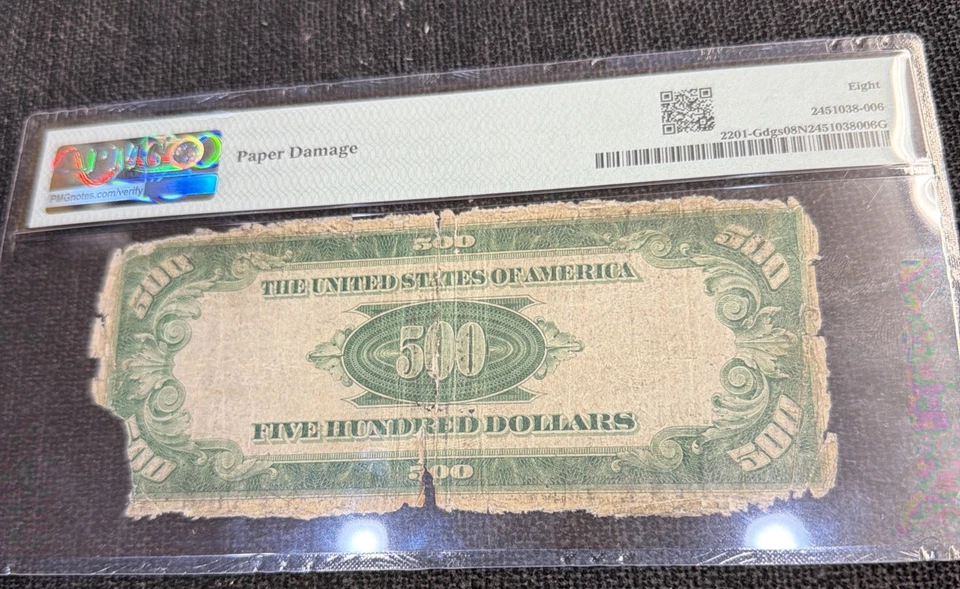 Eight
2451038-006
2201-Gdgs08N2451038006G
PMG
PMGnotes.com/verify
Paper Damage
500
500
500
THE UNITED STATES OF AMERICA
500
FIVE HUNDRED DOLLARS
500
500